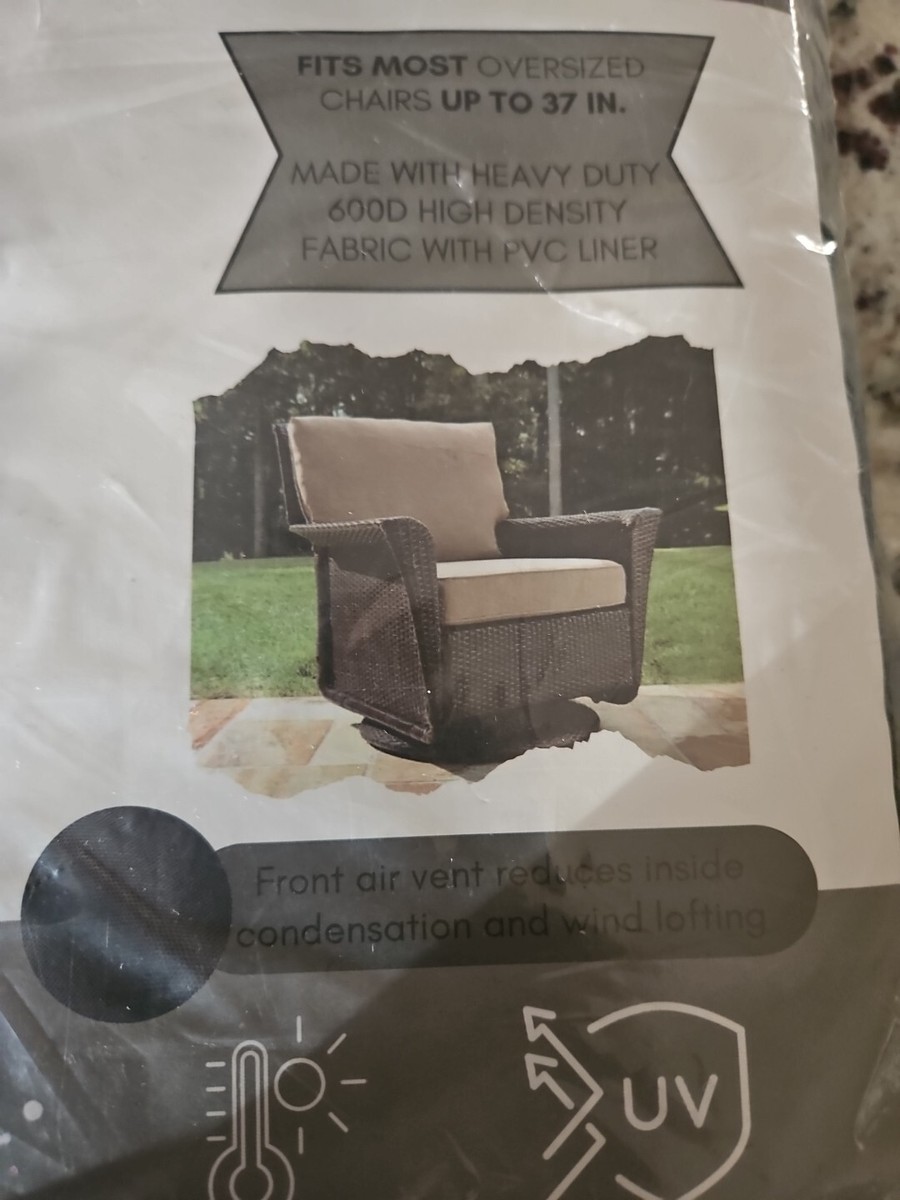 FITS MOST OVERSIZED
CHAIRS UP TO 37 IN.
MADE WITH HEAVY DUTY
600D HIGH DENSITY
FABRIC WITH PVC LINER
Front air vent reduces inside
condensation and wind lofting
UV